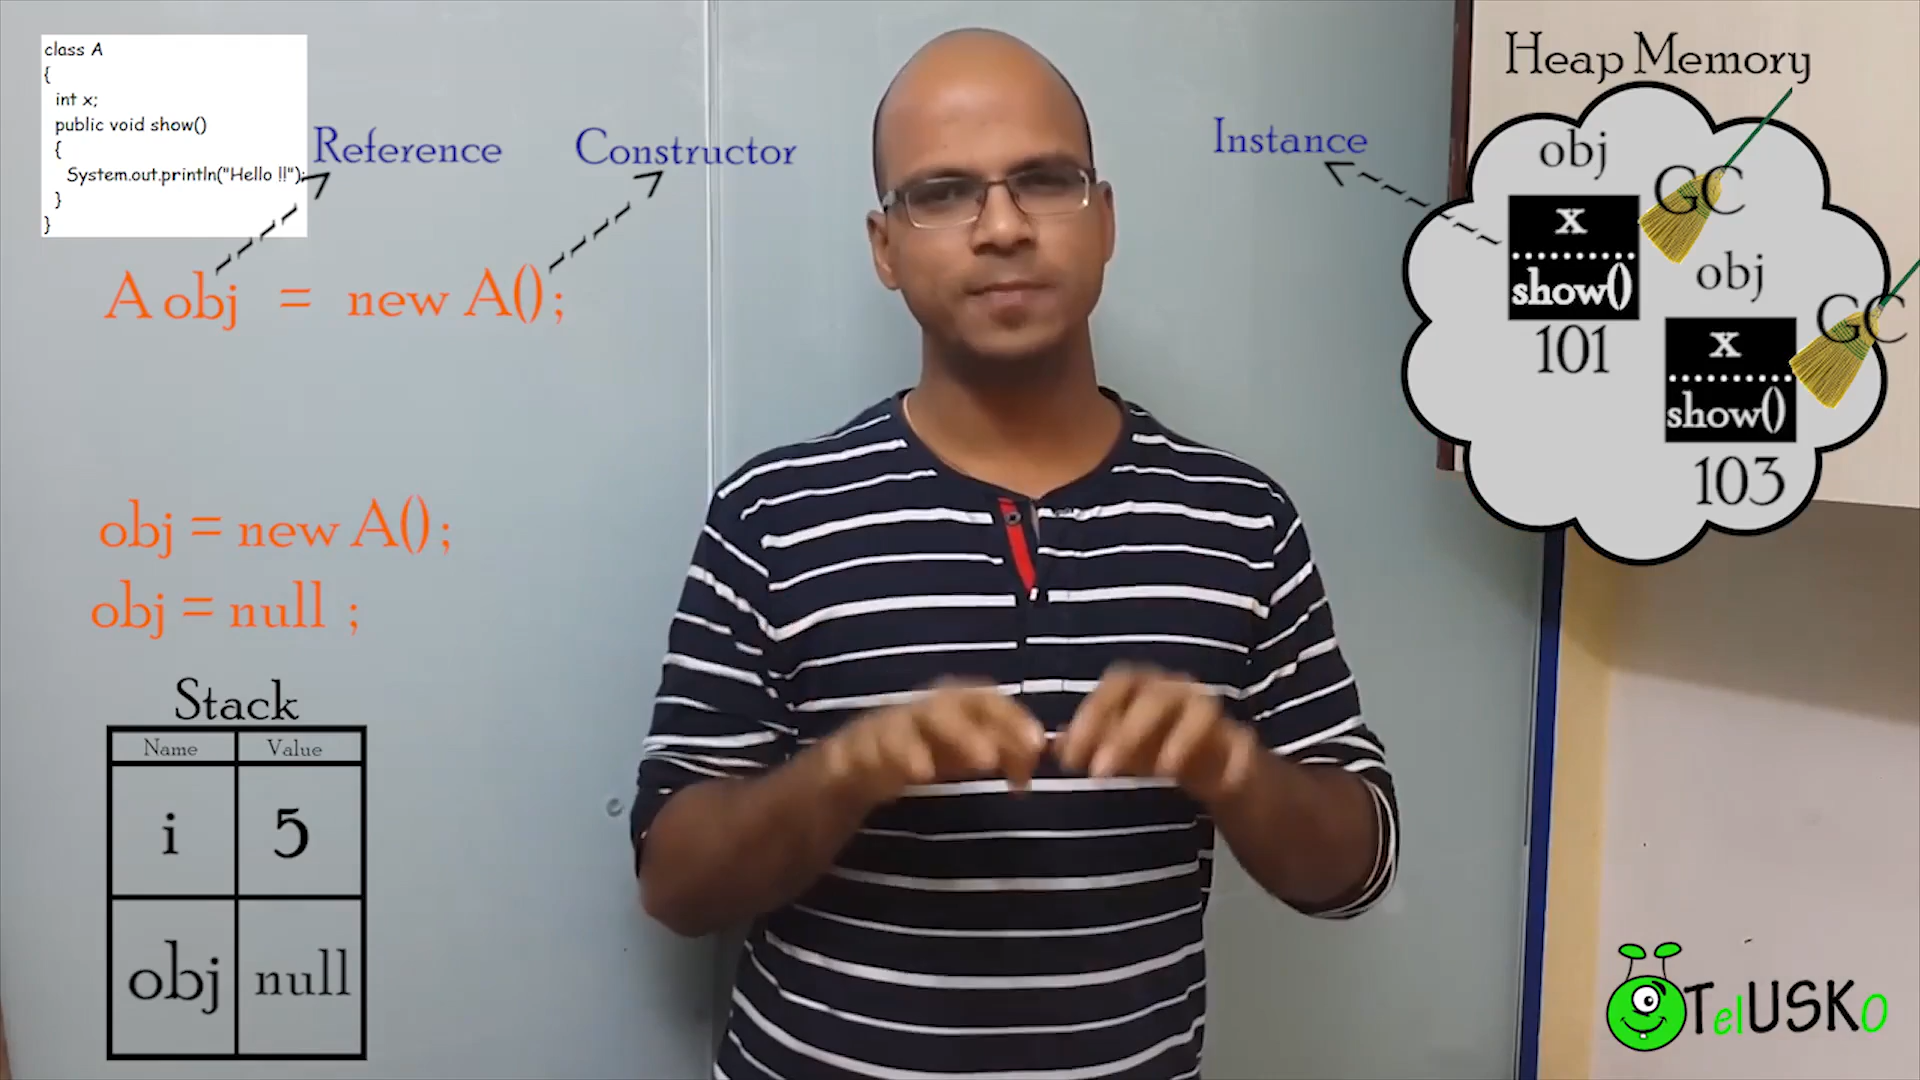 class A
{
int x;
public void show()
{
System.out.println("Hello !!");
}
}
Reference
Constructor
A obj = new A();
obj = new A();
obj = null ;
Stack
Name Value
i 5
obj null
Instance
Heap Memory
obj
GC
x
show()
101
obj
GC
x
show()
103
TelUSKO